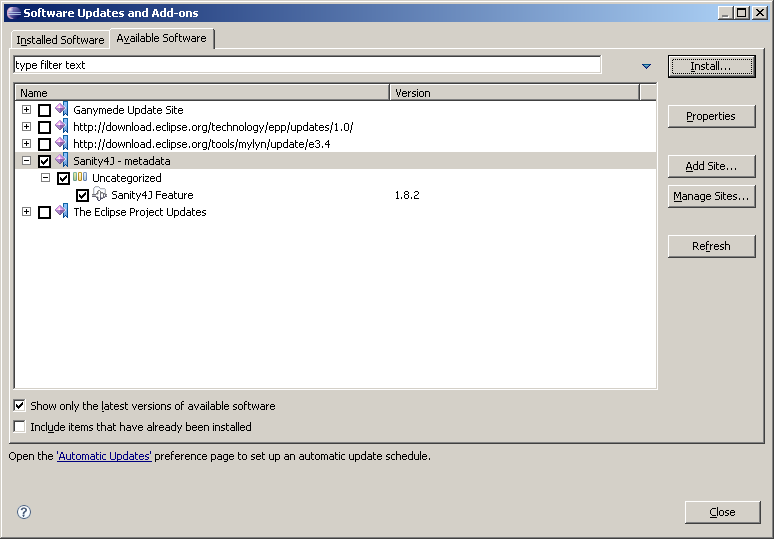 Software Updates and Add-ons
Installed Software
Available Software
type filter text
Install...
Name
Version
Ganymede Update Site
http://download.eclipse.org/technology/epp/updates/1.0/
Properties
http://download.eclipse.org/tools/mylyn/update/e3.4
Sanity4J - metadata
Add Site...
Uncategorized
Sanity4J Feature
1.8.2
Manage Sites...
The Eclipse Project Updates
Refresh
Show only the latest versions of available software
Include items that have already been installed
Open the 'Automatic Updates' preference page to set up an automatic update schedule.
?
Close